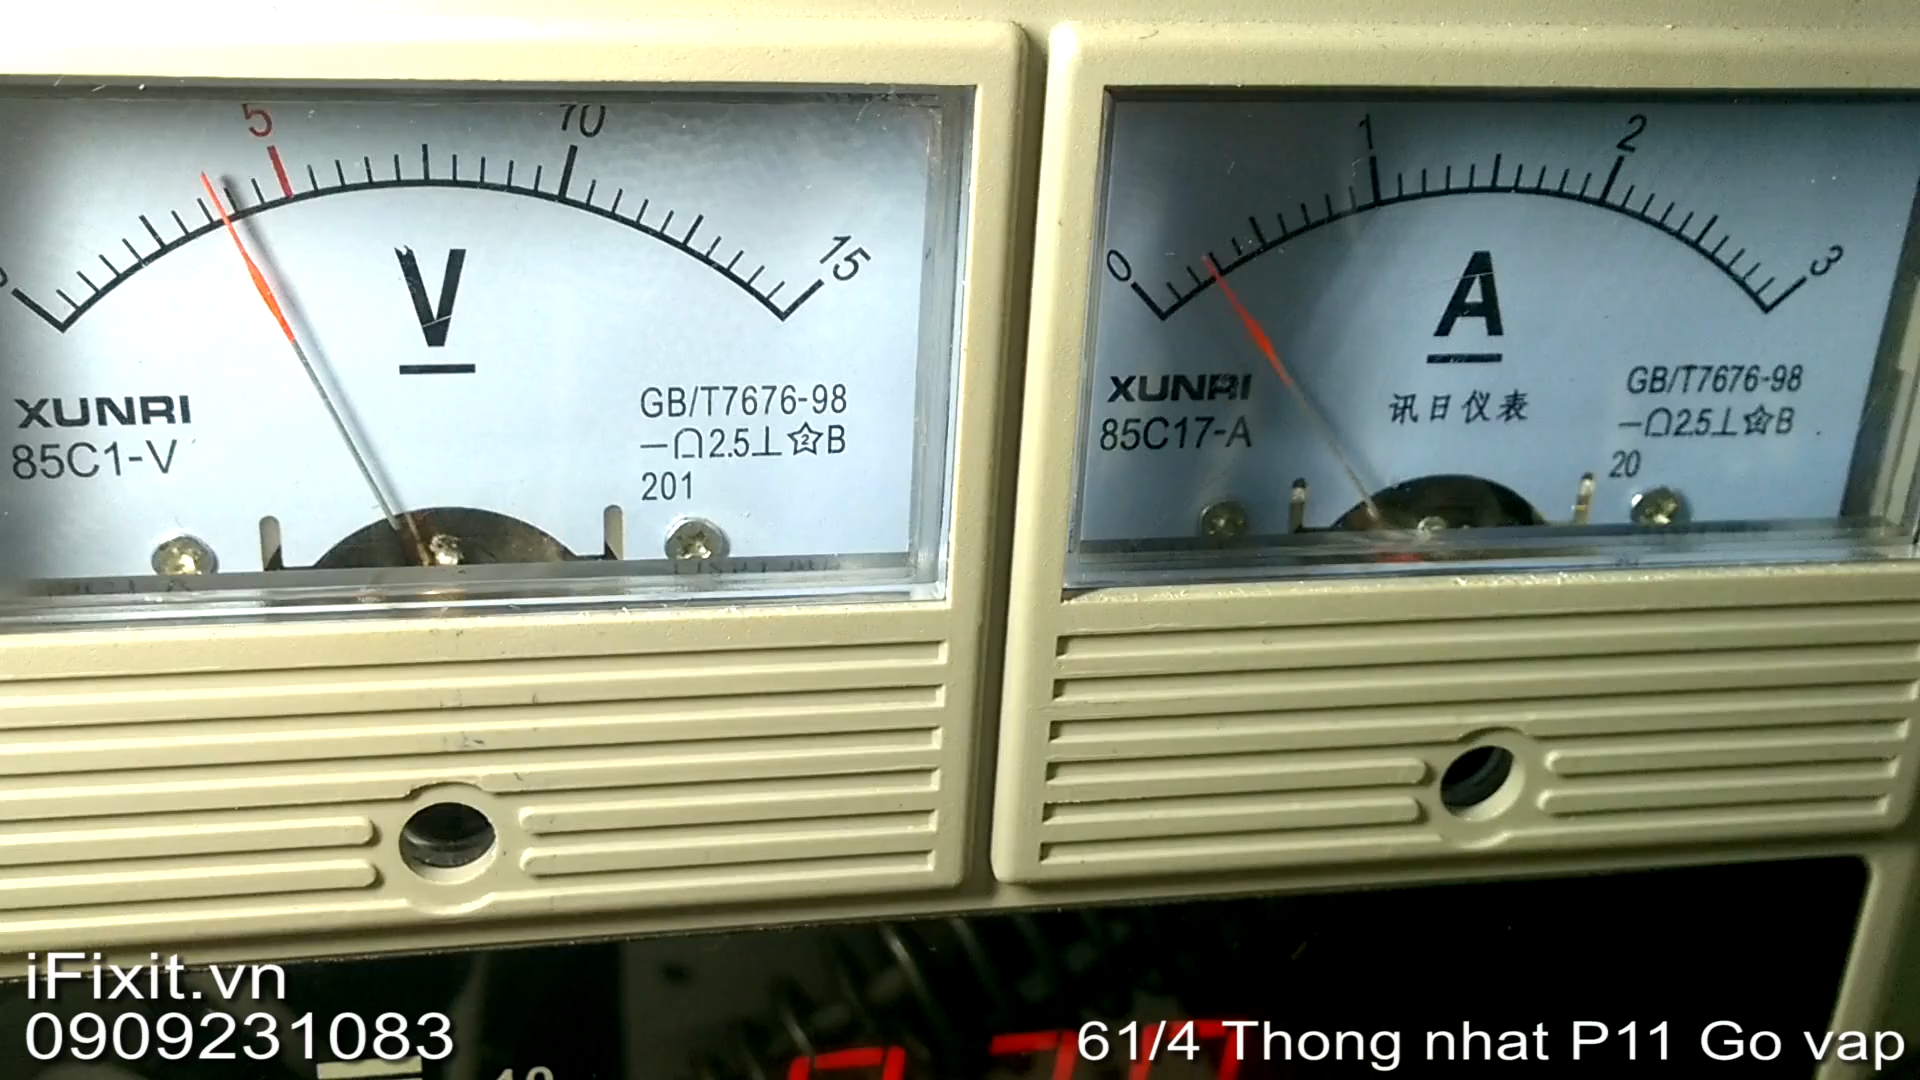 5
10
15
V
XUNRI
85C1-V
GB/T7676-98
2.5 2 B
201
0
1
2
3
A
XUNRI
85C17-A
讯日仪表
GB/T7676-98
2.5 B
20
iFixit.vn
0909231083
61/4 Thong nhat P11 Go vap